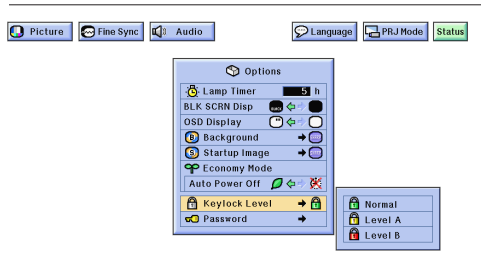 Picture
Fine Sync
Audio
Language
PRJ Mode
Status
Options
Lamp Timer 5 h
BLK SCRN Disp
OSD Display
Background
Startup Image
Economy Mode
Auto Power Off
Keylock Level
Password
Normal
Level A
Level B